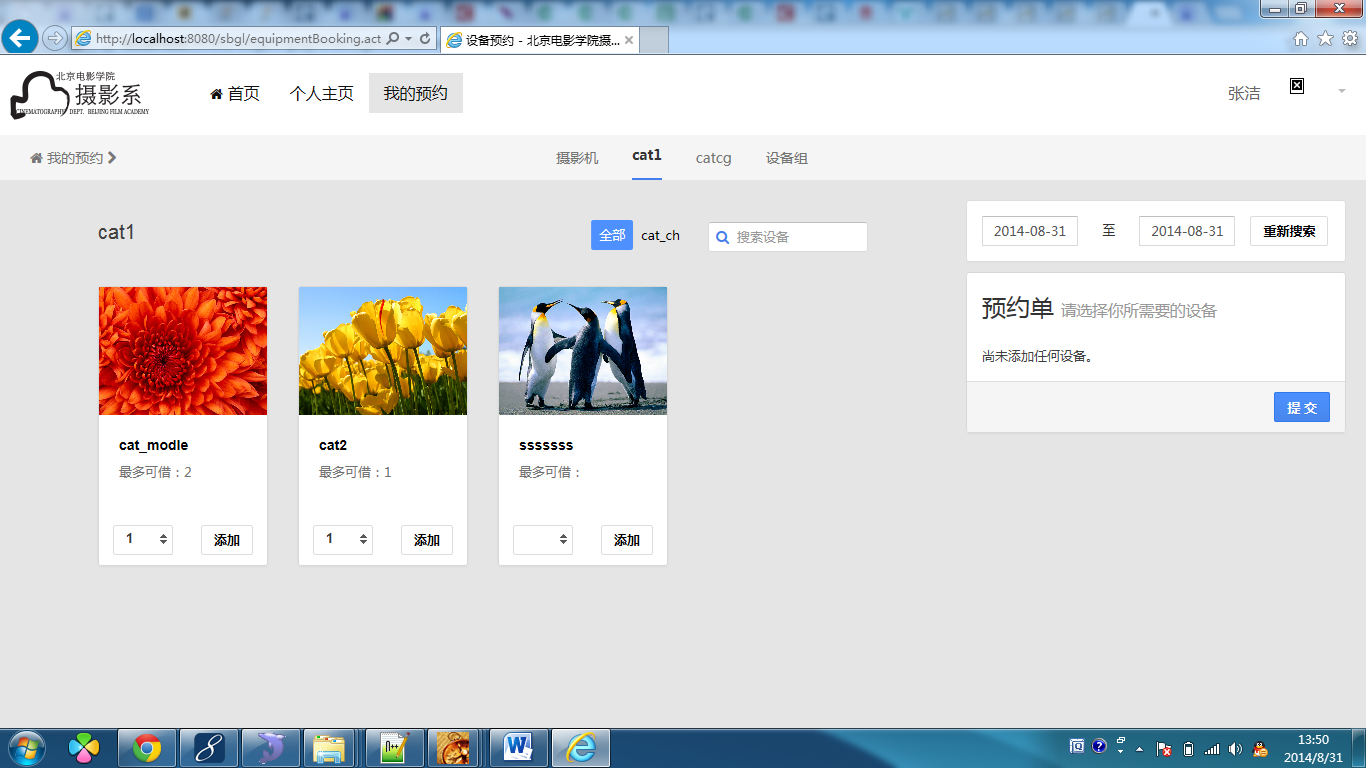 http://localhost:8080/sbgl/equipmentBooking.act
设备预约 - 北京电影学院摄...
北京电影学院
摄影系
CINEMATOGRAPHY DEPT. BEIJING FILM ACADEMY
首页
个人主页
我的预约
张洁
我的预约
摄影机
cat1
catcg
设备组
cat1
全部
cat_ch
搜索设备
2014-08-31
至
2014-08-31
重新搜索
预约单 请选择你所需要的设备
尚未添加任何设备。
提 交
cat_modle
最多可借：2
1
添加
cat2
最多可借：1
1
添加
sssssss
最多可借：
添加
13:50
2014/8/31